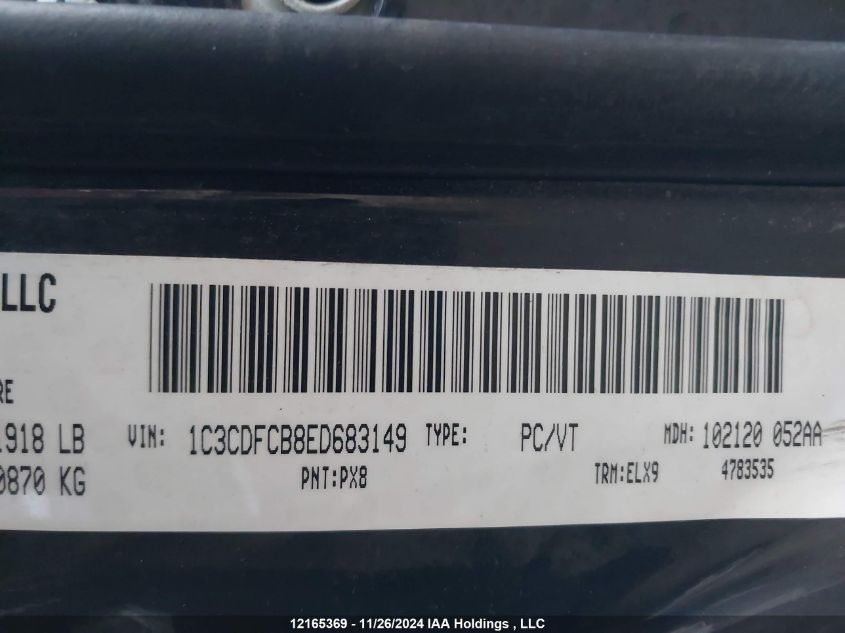 LLC
RE
1918 LB VIN: 1C3CDFCB8ED683149 TYPE: PC/VT MDH: 102120 052AA
0870 KG PNT:PX8 TRM:ELX9 4783535
12165369 - 11/26/2024 IAA Holdings , LLC